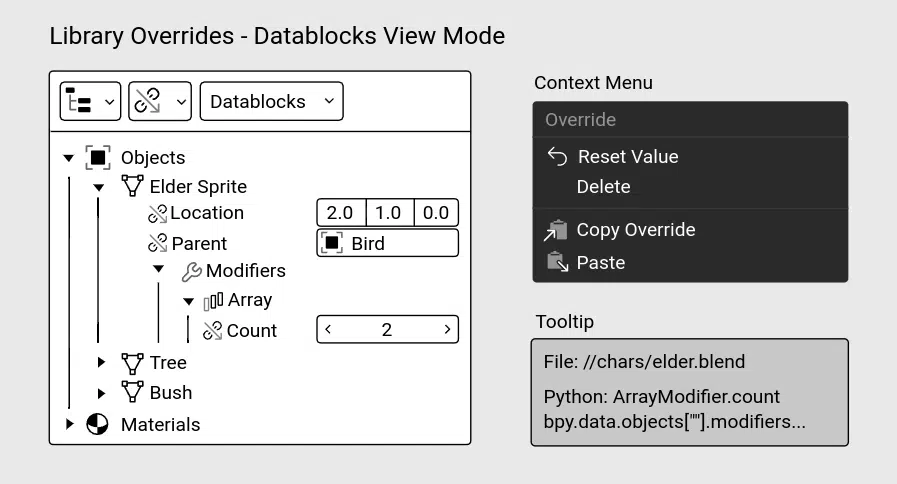 Library Overrides - Datablocks View Mode
Datablocks
Objects
Elder Sprite
Location 2.0 1.0 0.0
Parent Bird
Modifiers
Array
Count < 2 >
Tree
Bush
Materials
Context Menu
Override
Reset Value
Delete
Copy Override
Paste
Tooltip
File: //chars/elder.blend
Python: ArrayModifier.count
bpy.data.objects[""].modifiers...